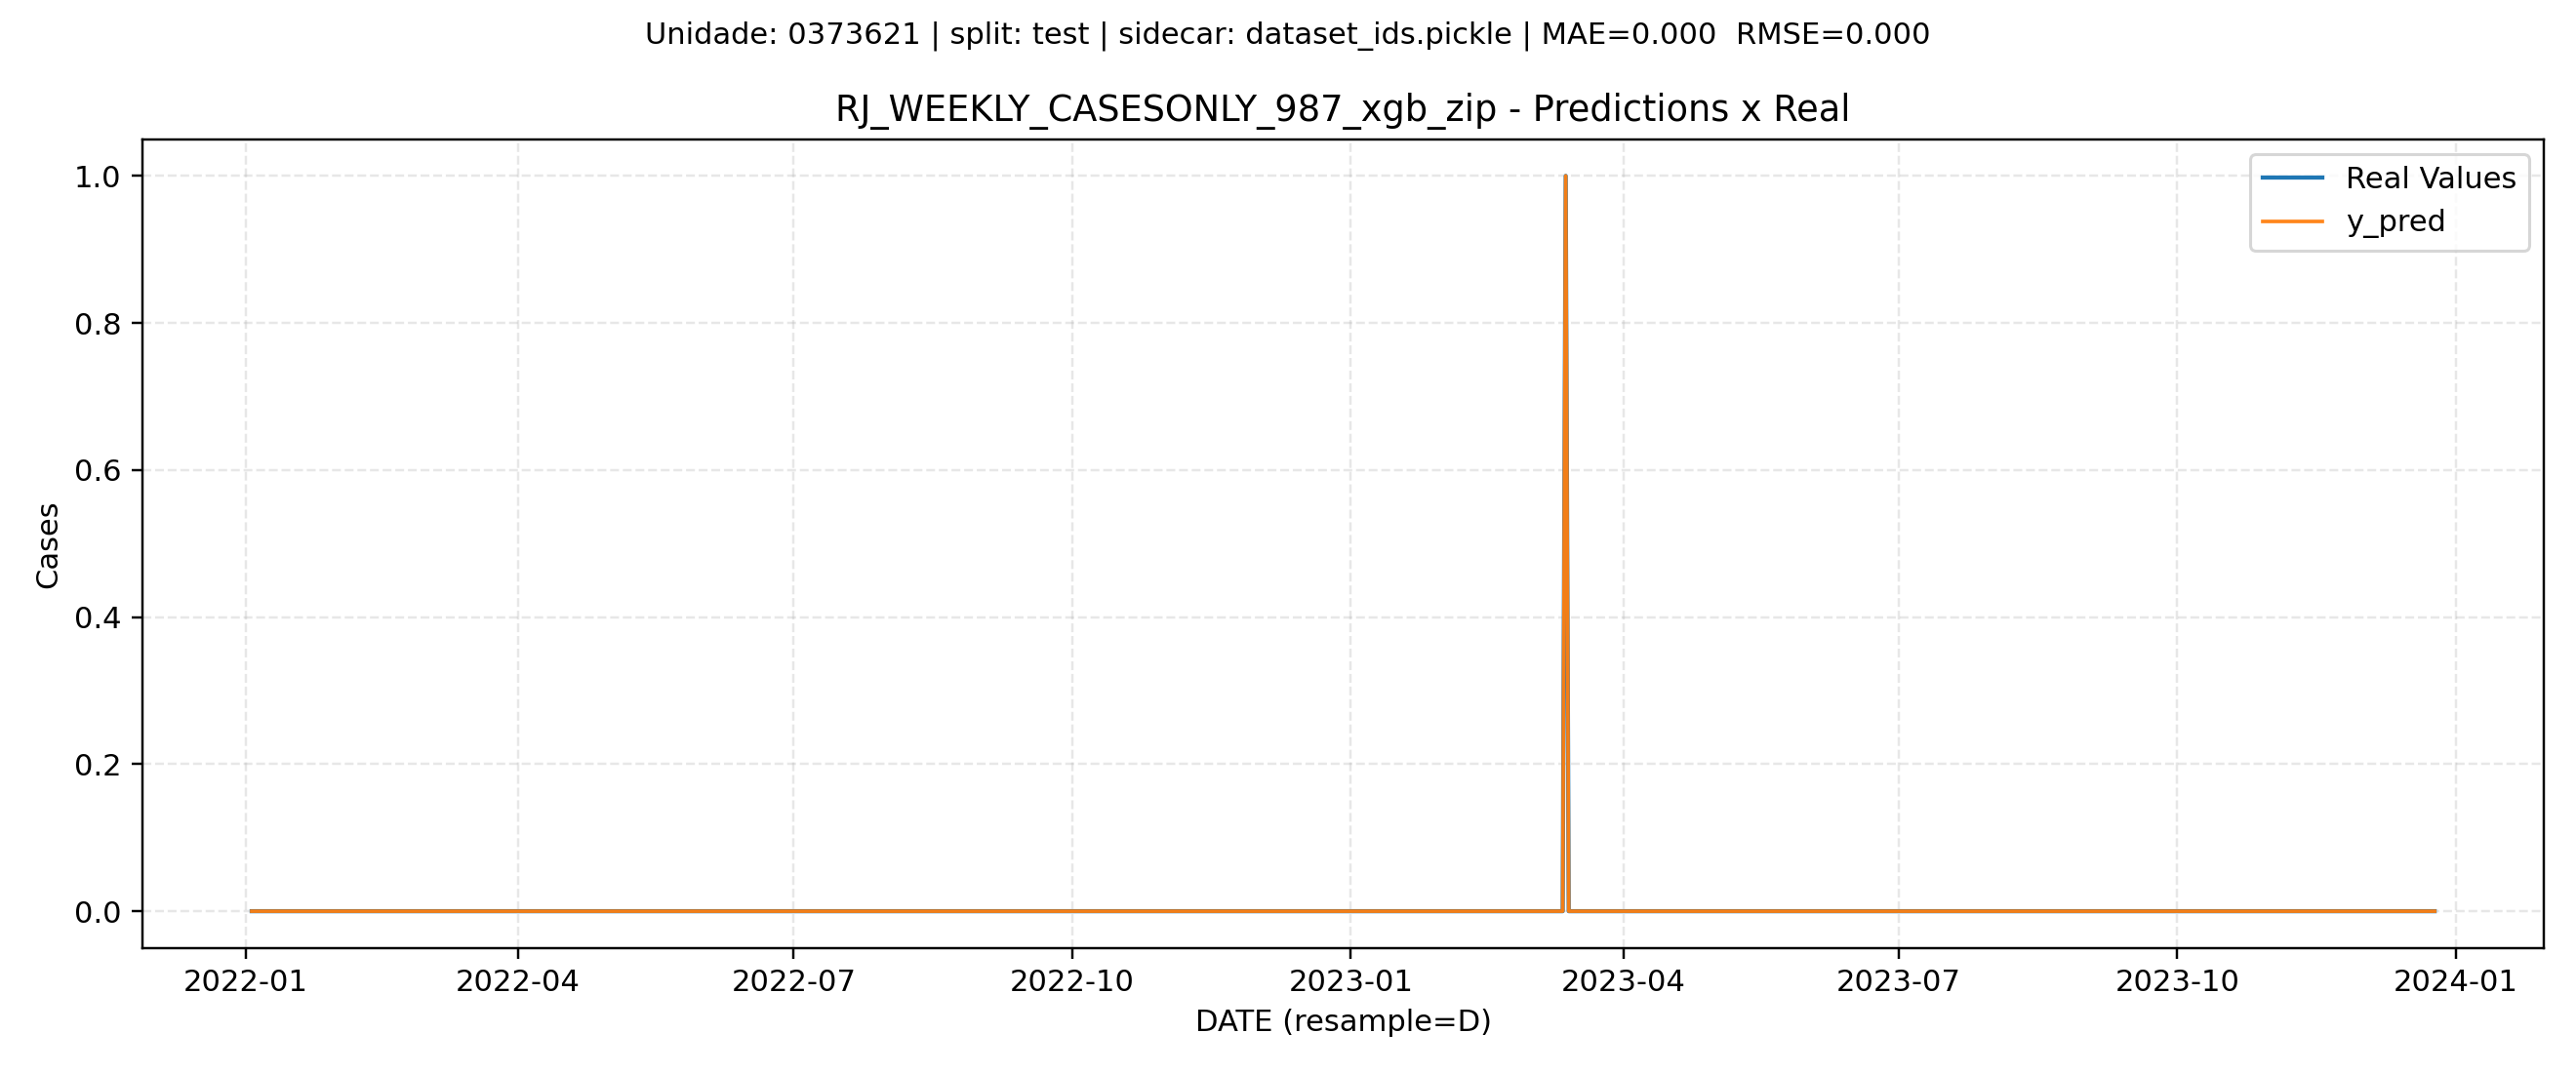 Unidade: 0373621 | split: test | sidecar: dataset_ids.pickle | MAE=0.000  RMSE=0.000
RJ_WEEKLY_CASESONLY_987_xgb_zip - Predictions x Real
Real Values
y_pred
1.0
0.8
0.6
0.4
0.2
0.0
Cases
2022-01 2022-04 2022-07 2022-10 2023-01 2023-04 2023-07 2023-10 2024-01
DATE (resample=D)